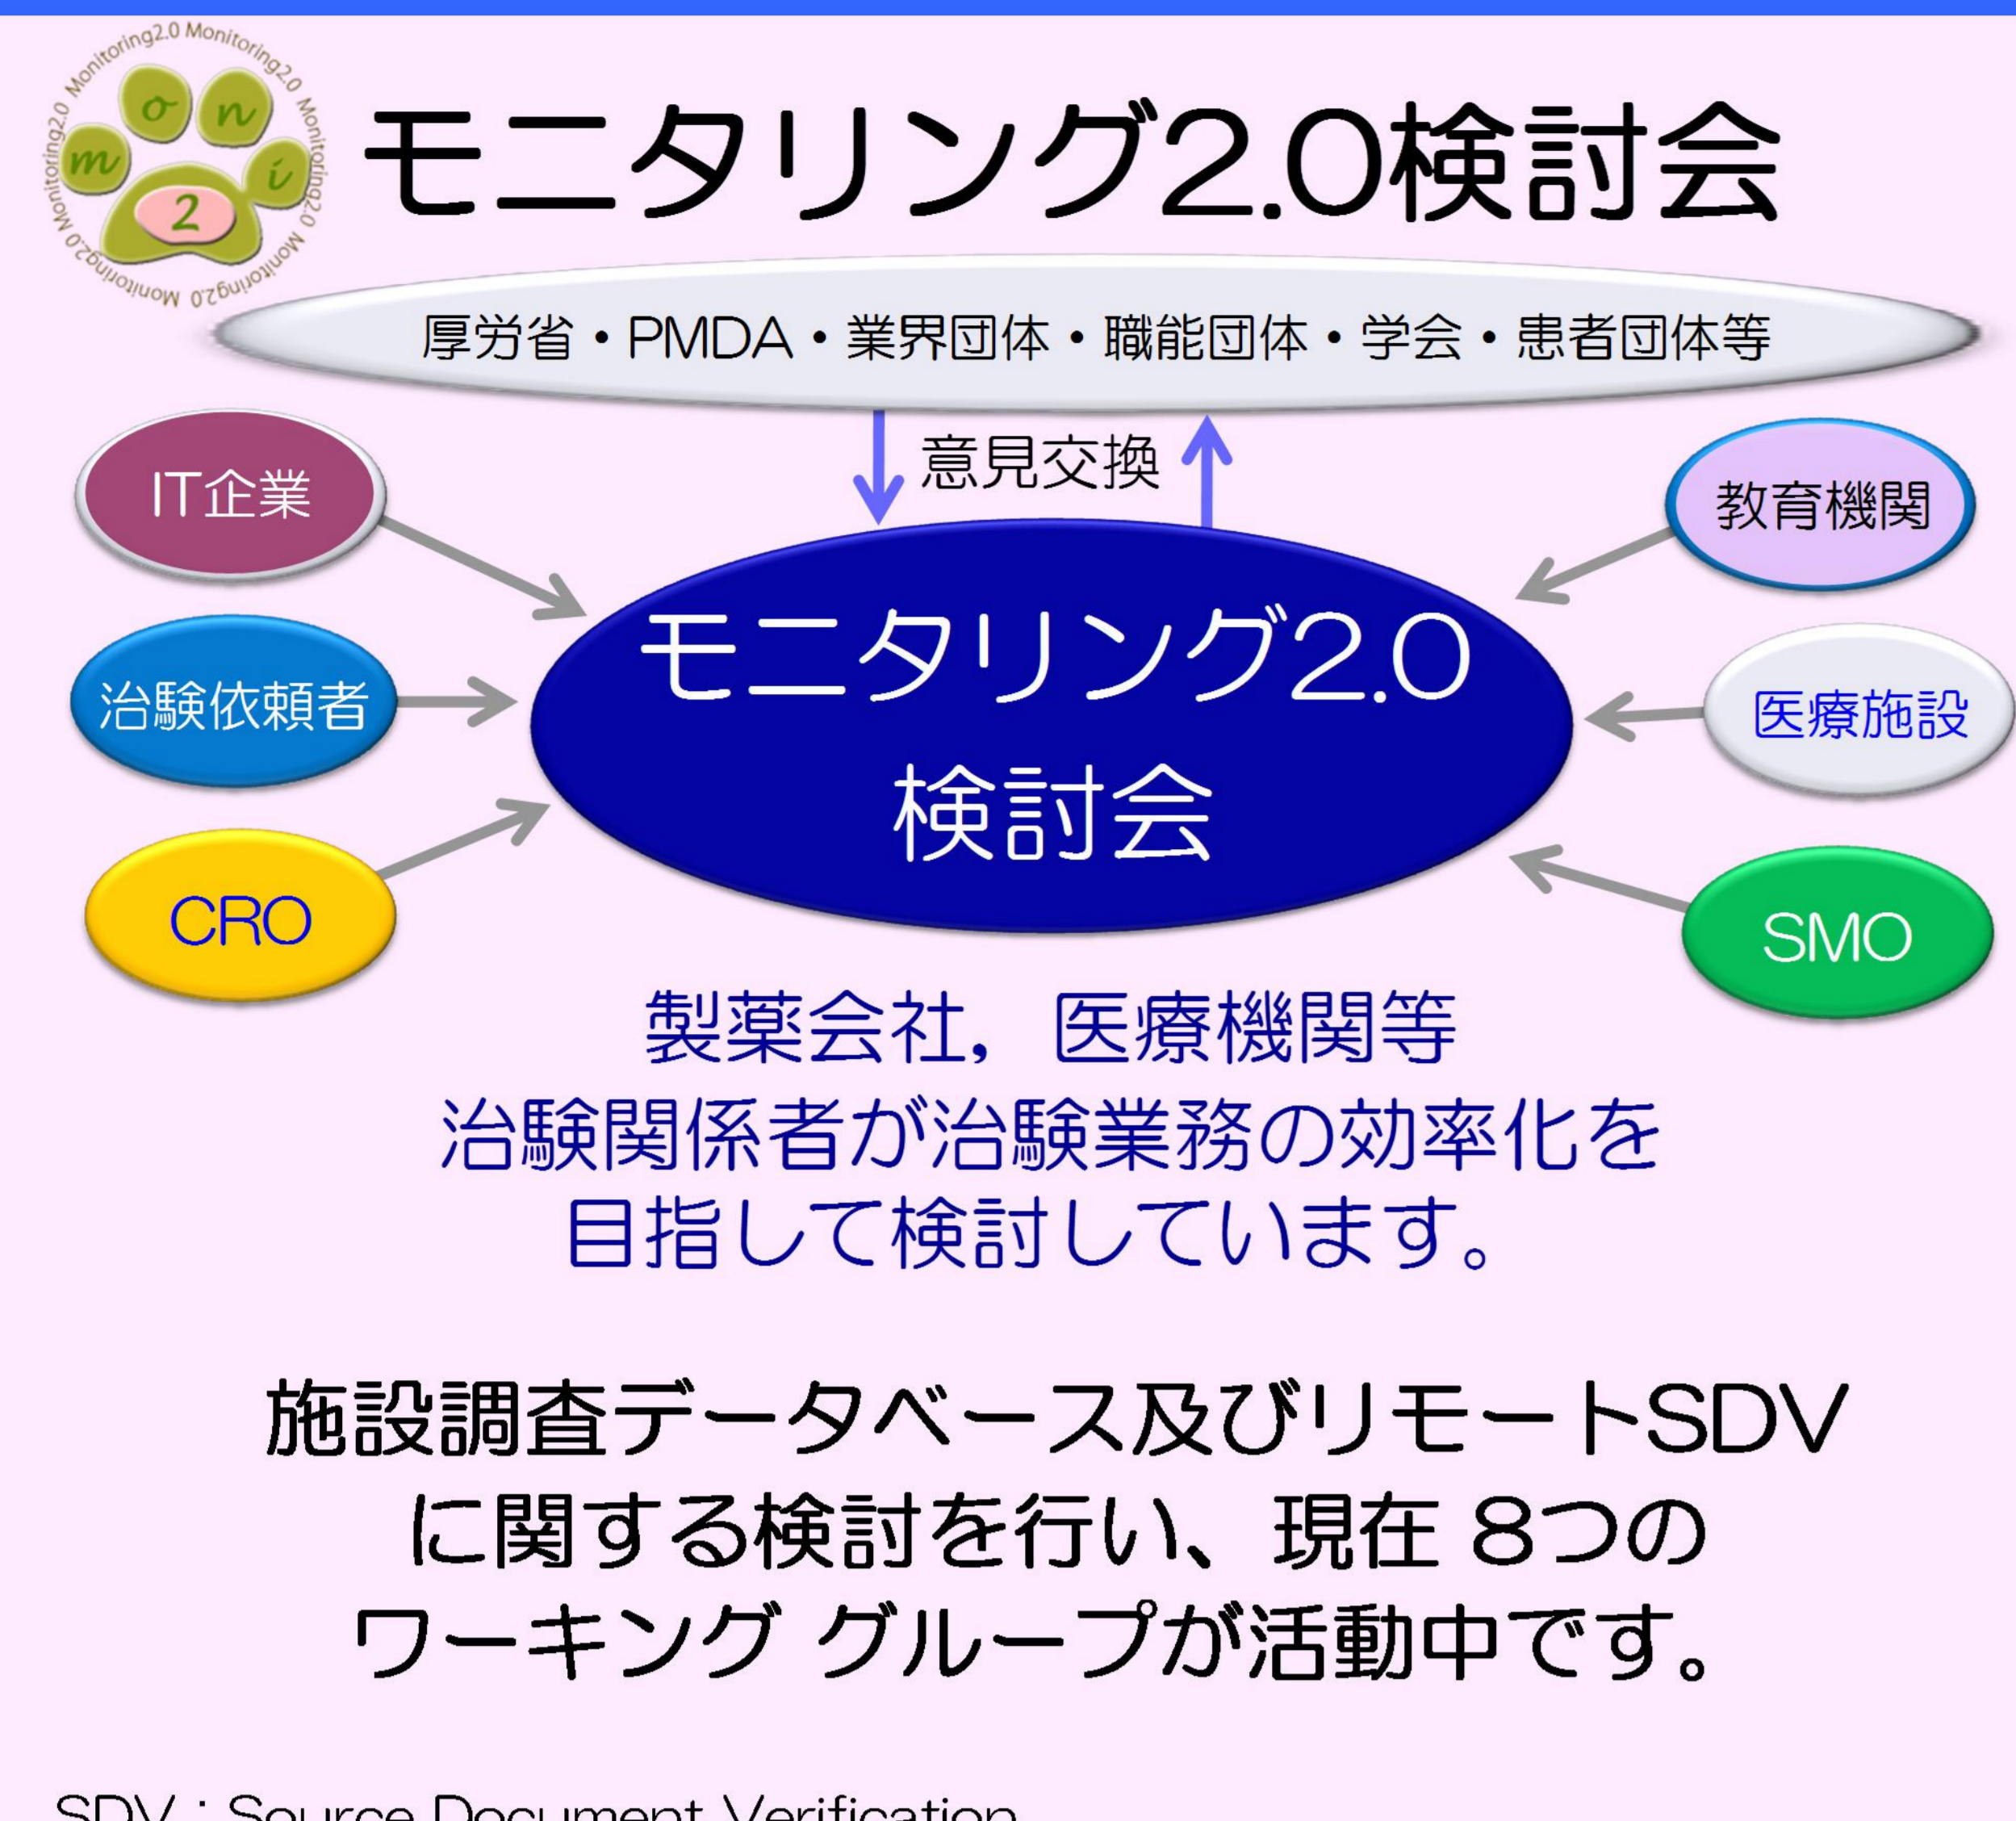 Monitoring2.0 Monitoring2.0 Monitoring2.0 Monitoring2.0 Monitoring2.0 Monitoring2.0
m o n i
2
モニタリング2.0検討会
厚労省・PMDA・業界団体・職能団体・学会・患者団体等
意見交換
IT企業
教育機関
治験依頼者
モニタリング2.0
検討会
医療施設
CRO
SMO
製薬会社，医療機関等
治験関係者が治験業務の効率化を
目指して検討しています。
施設調査データベース及びリモートSDV
に関する検討を行い、現在 8つの
ワーキング グループが活動中です。
SDV：Source Document Verification